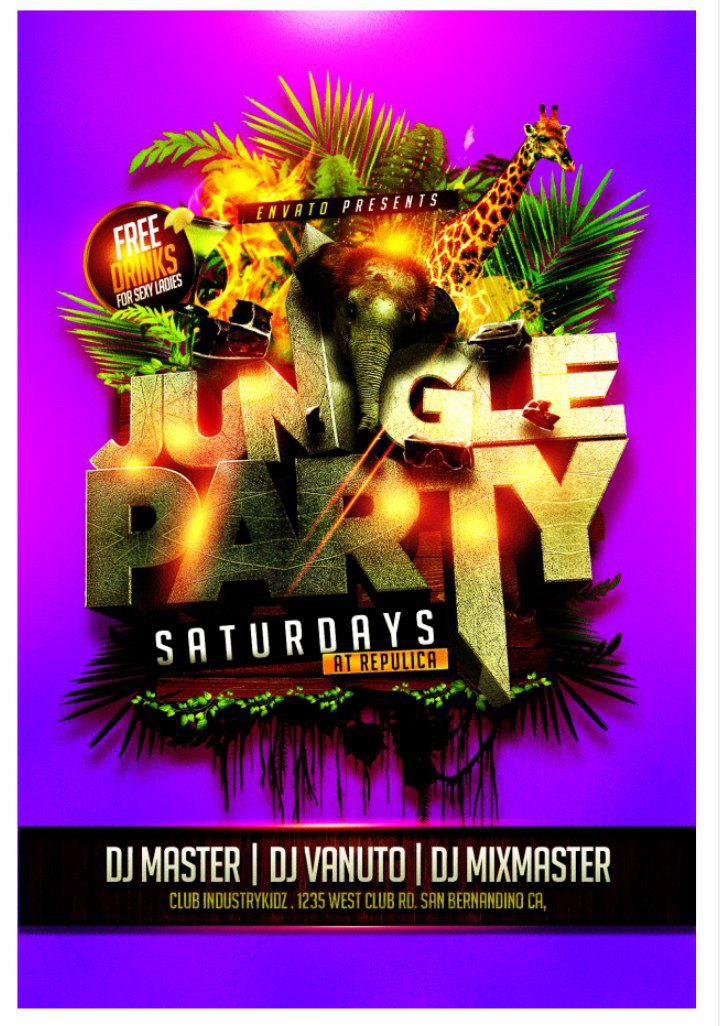 ENVATO PRESENTS
FREE
DRINKS
FOR SEXY LADIES
JUNGLE
PARTY
SATURDAYS
AT REPULICA
DJ MASTER | DJ VANUTO | DJ MIXMASTER
CLUB INDUSTRYKIDZ . 1235 WEST CLUB RD. SAN BERNANDINO CA,